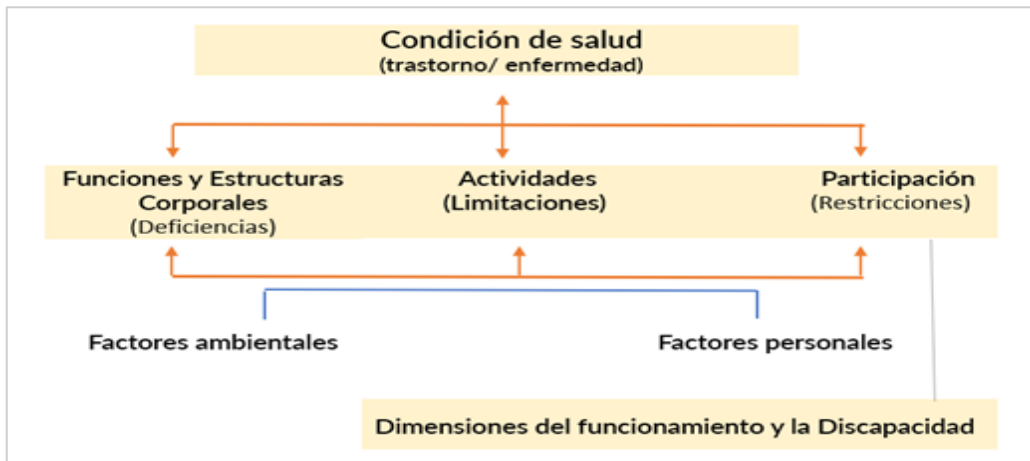 Condición de salud
(trastorno/ enfermedad)
Funciones y Estructuras
Corporales
(Deficiencias)
Actividades
(Limitaciones)
Participación
(Restricciones)
Factores ambientales
Factores personales
Dimensiones del funcionamiento y la Discapacidad